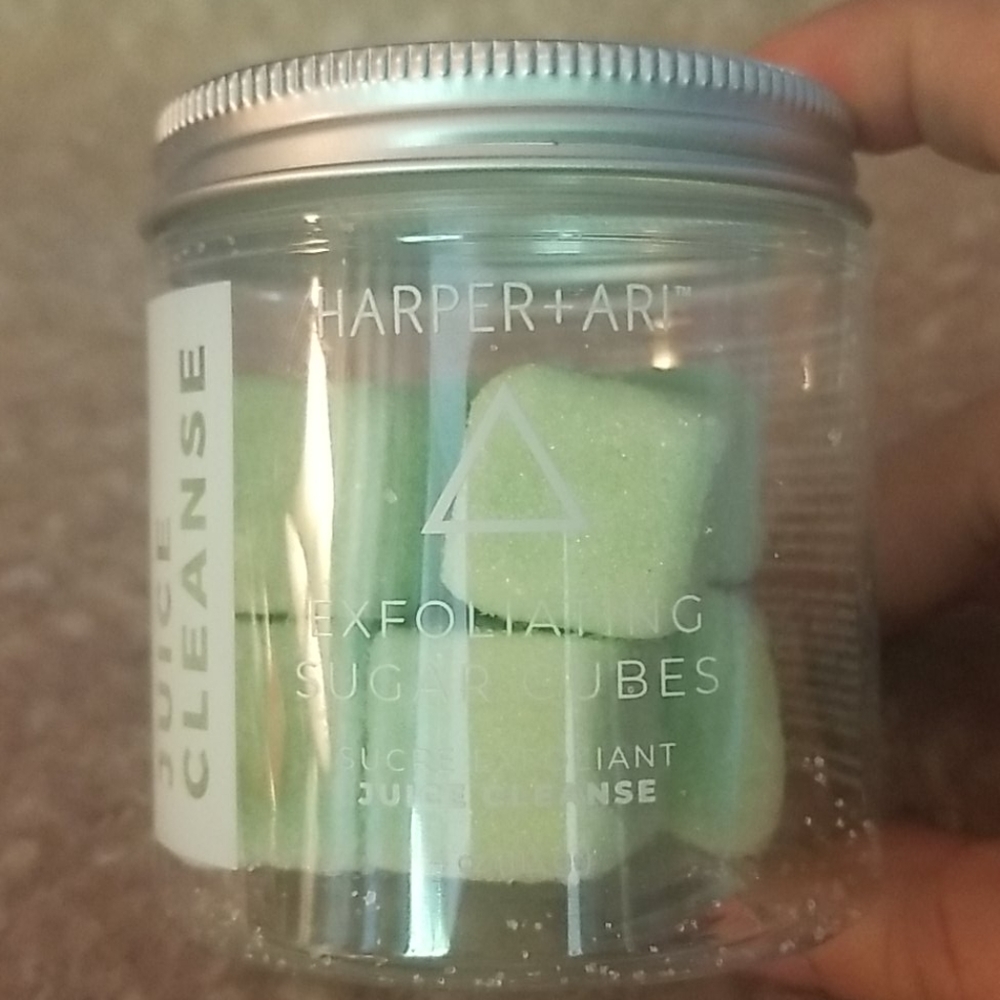 HARPER+ARI™
EXFOLIATING
SUGAR CUBES
SUCRE EXFOLIANT
JUICE CLEANSE
JUICE
CLEANSE